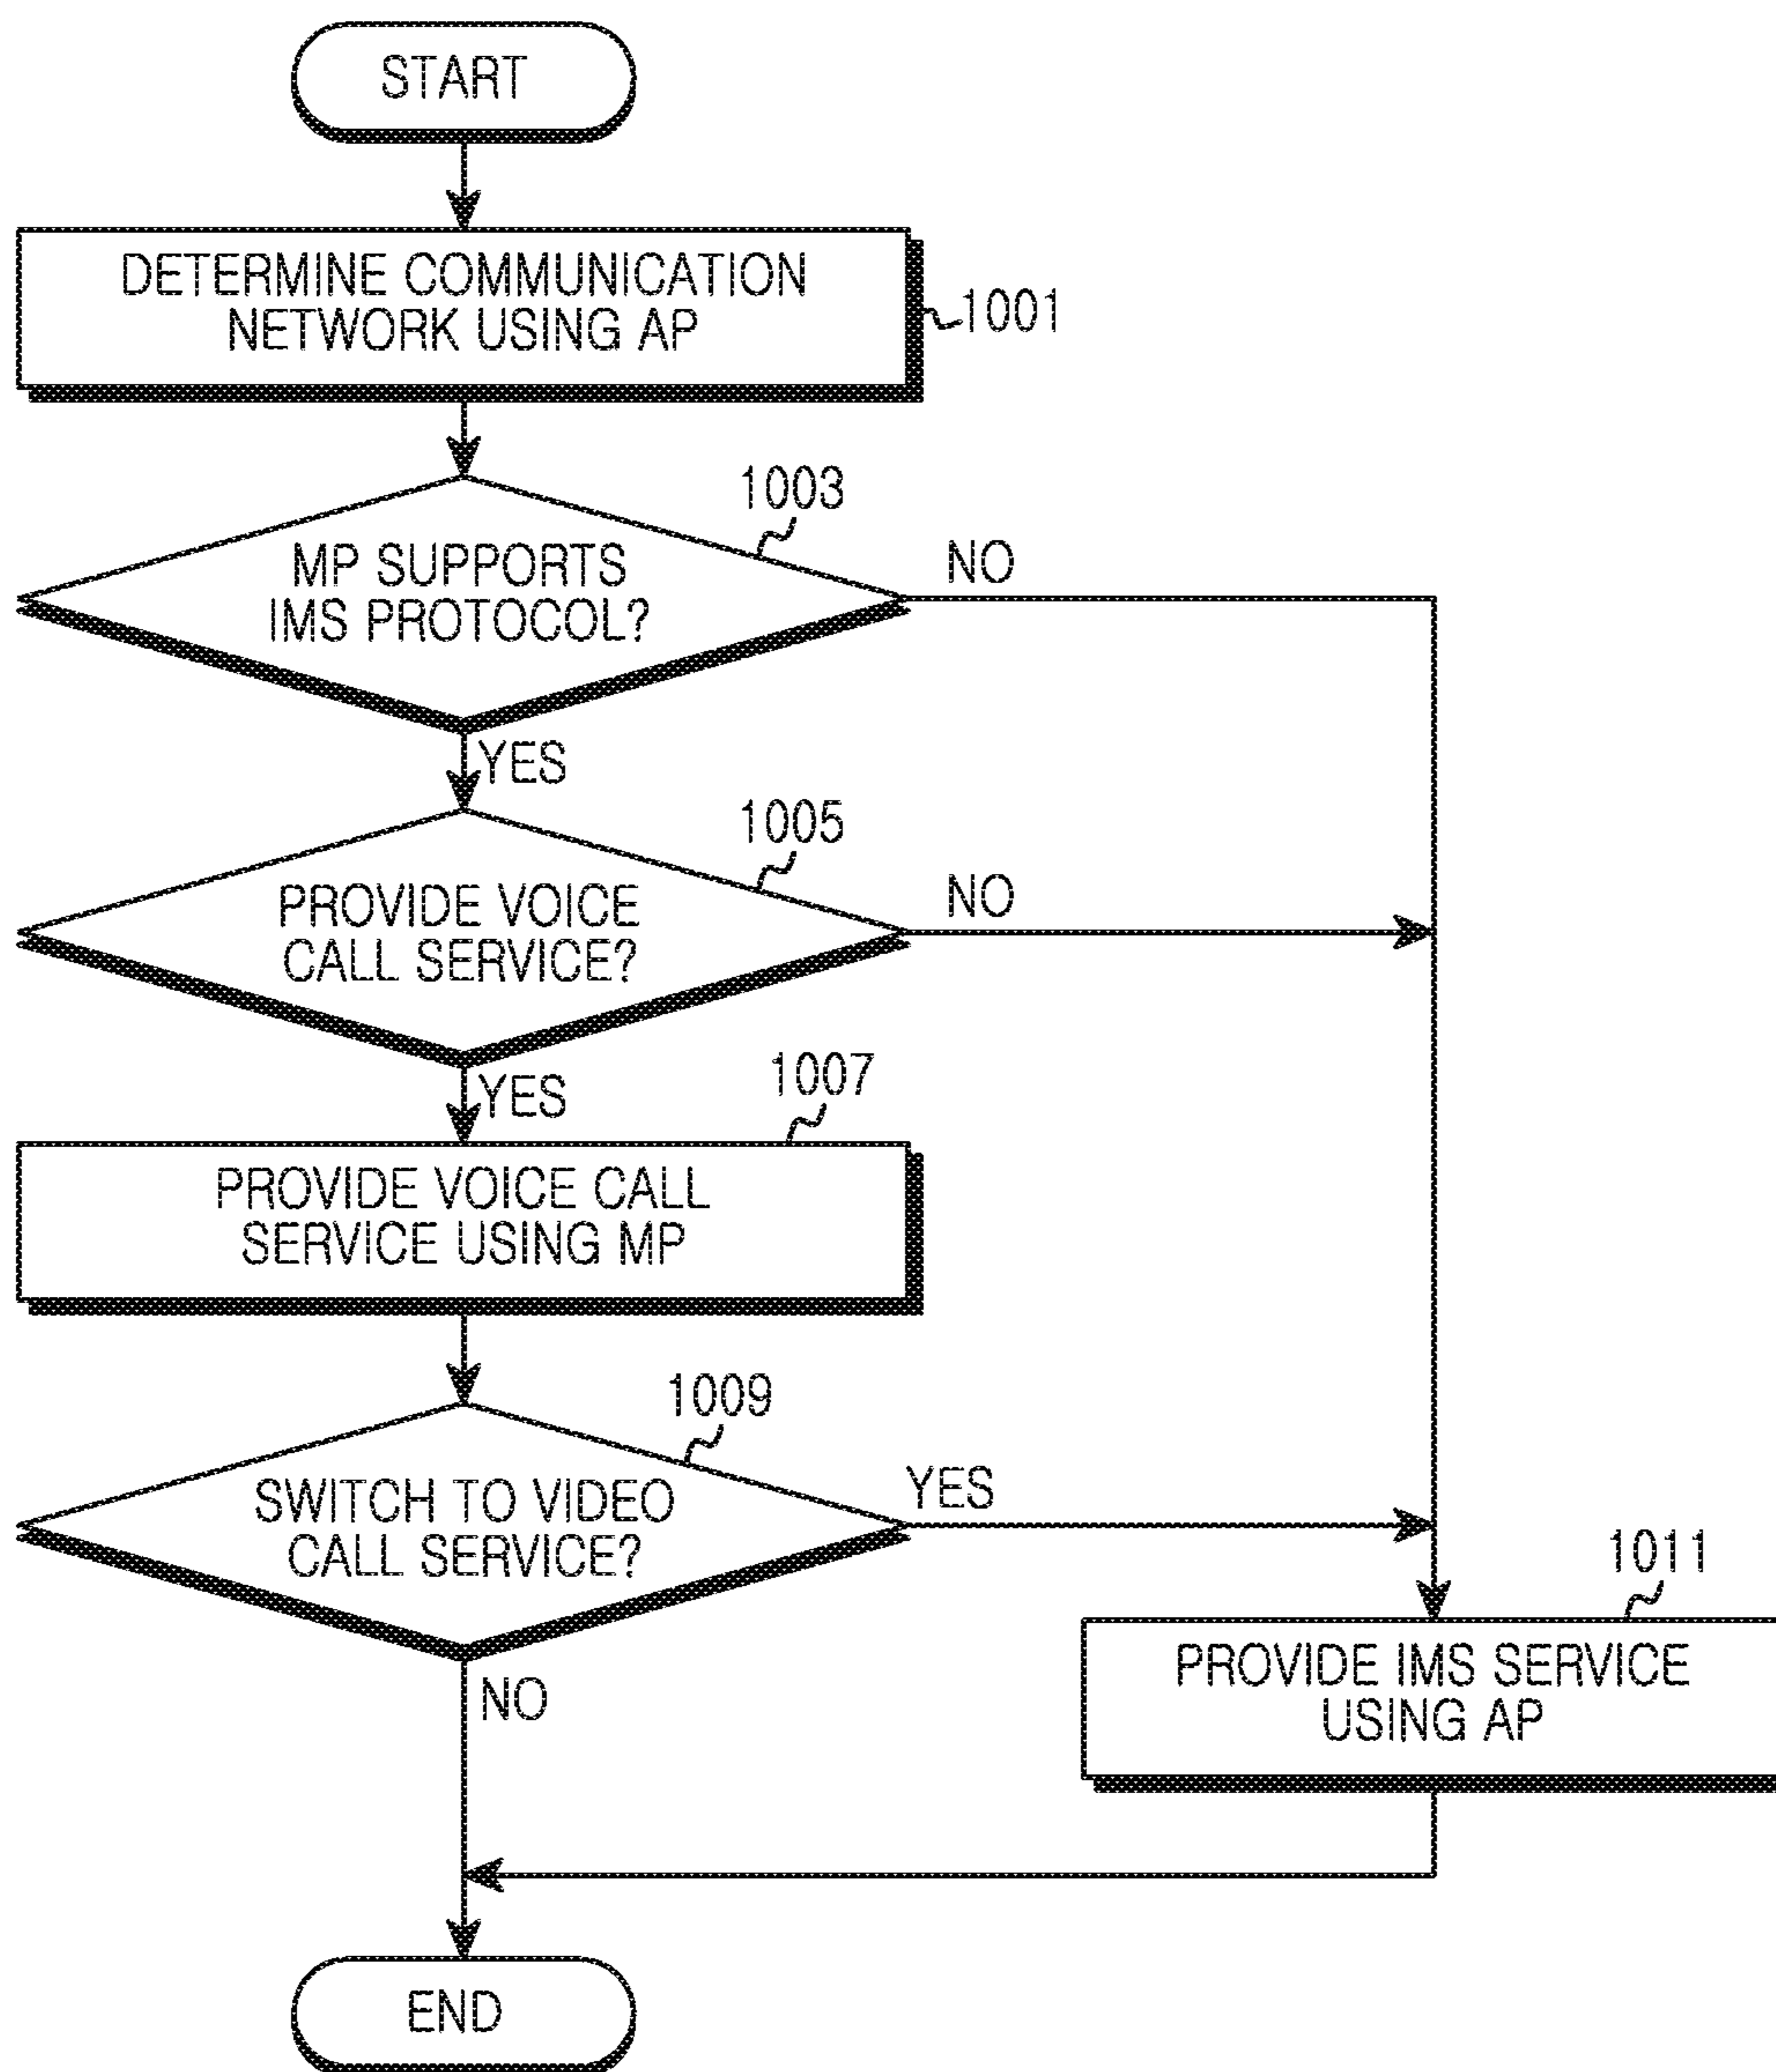 START
DETERMINE COMMUNICATION
NETWORK USING AP
1001
1003
MP SUPPORTS
IMS PROTOCOL?
NO
YES
1005
PROVIDE VOICE
CALL SERVICE?
NO
YES
1007
PROVIDE VOICE CALL
SERVICE USING MP
1009
SWITCH TO VIDEO
CALL SERVICE?
YES
NO
1011
PROVIDE IMS SERVICE
USING AP
END